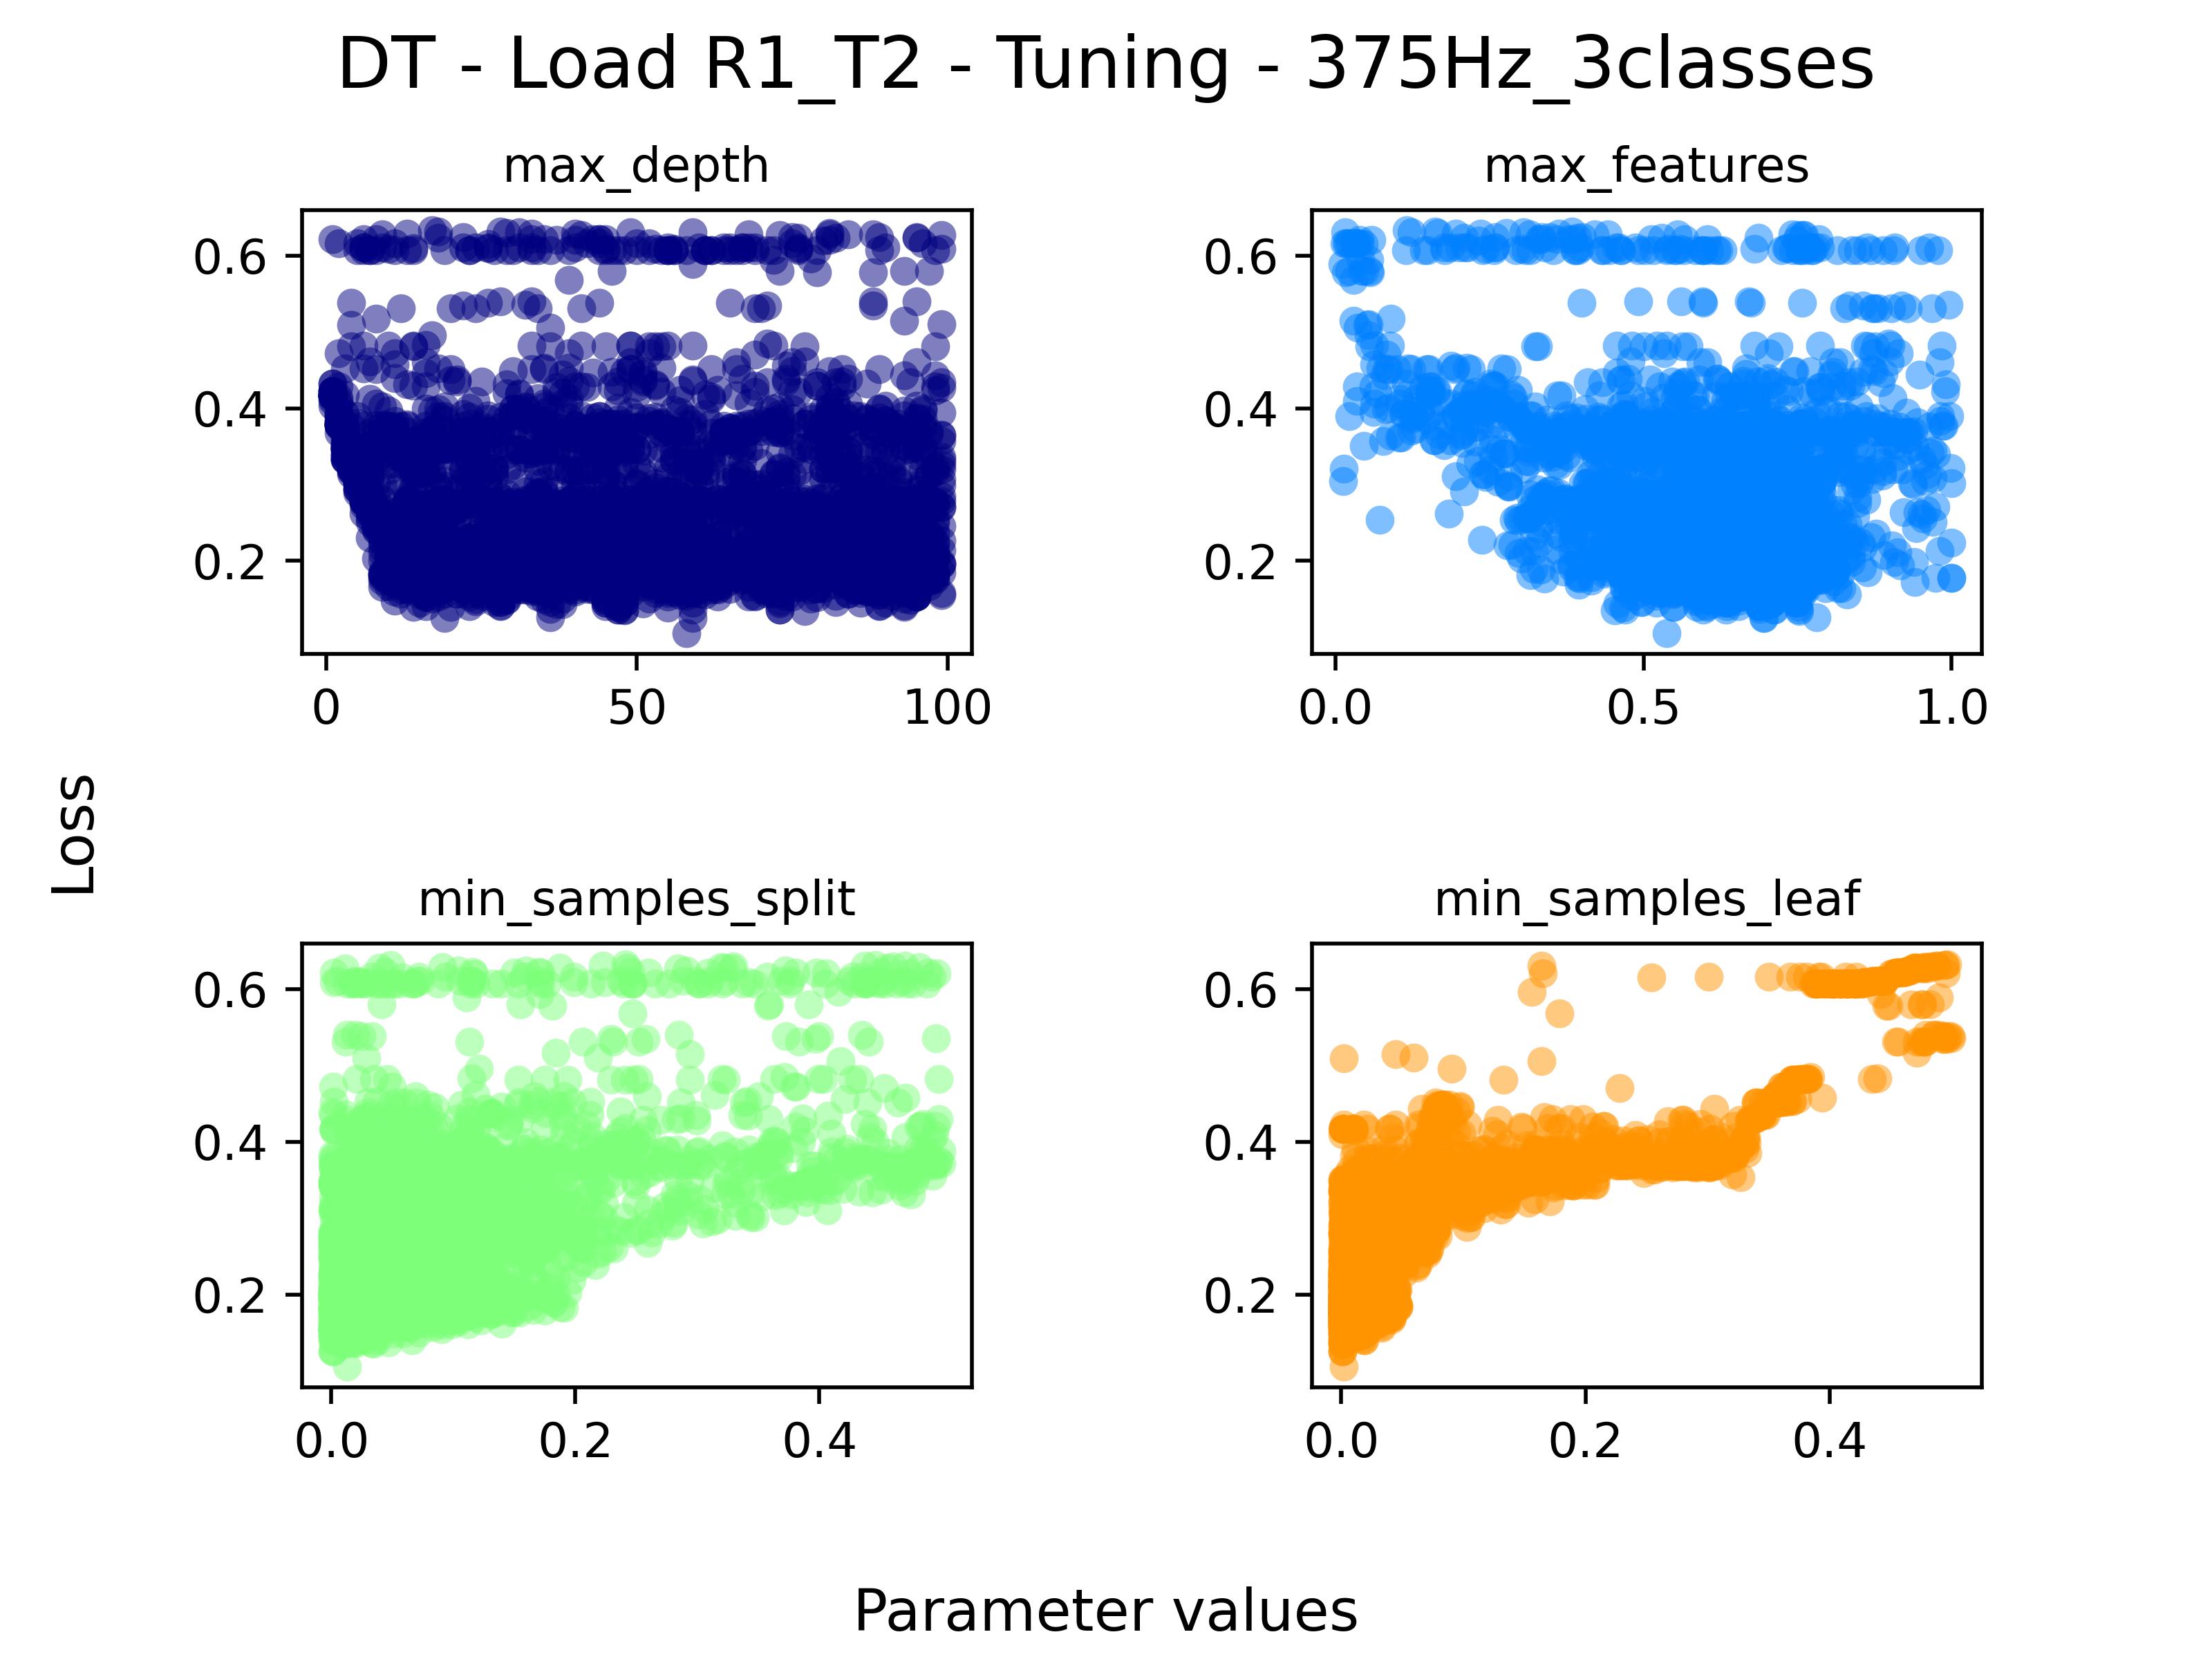 DT - Load R1_T2 - Tuning - 375Hz_3classes
max_depth
max_features
0.6
0.4
0.2
0 50 100
0.6
0.4
0.2
0.0 0.5 1.0
Loss
min_samples_split
min_samples_leaf
0.6
0.4
0.2
0.0 0.2 0.4
0.6
0.4
0.2
0.0 0.2 0.4
Parameter values